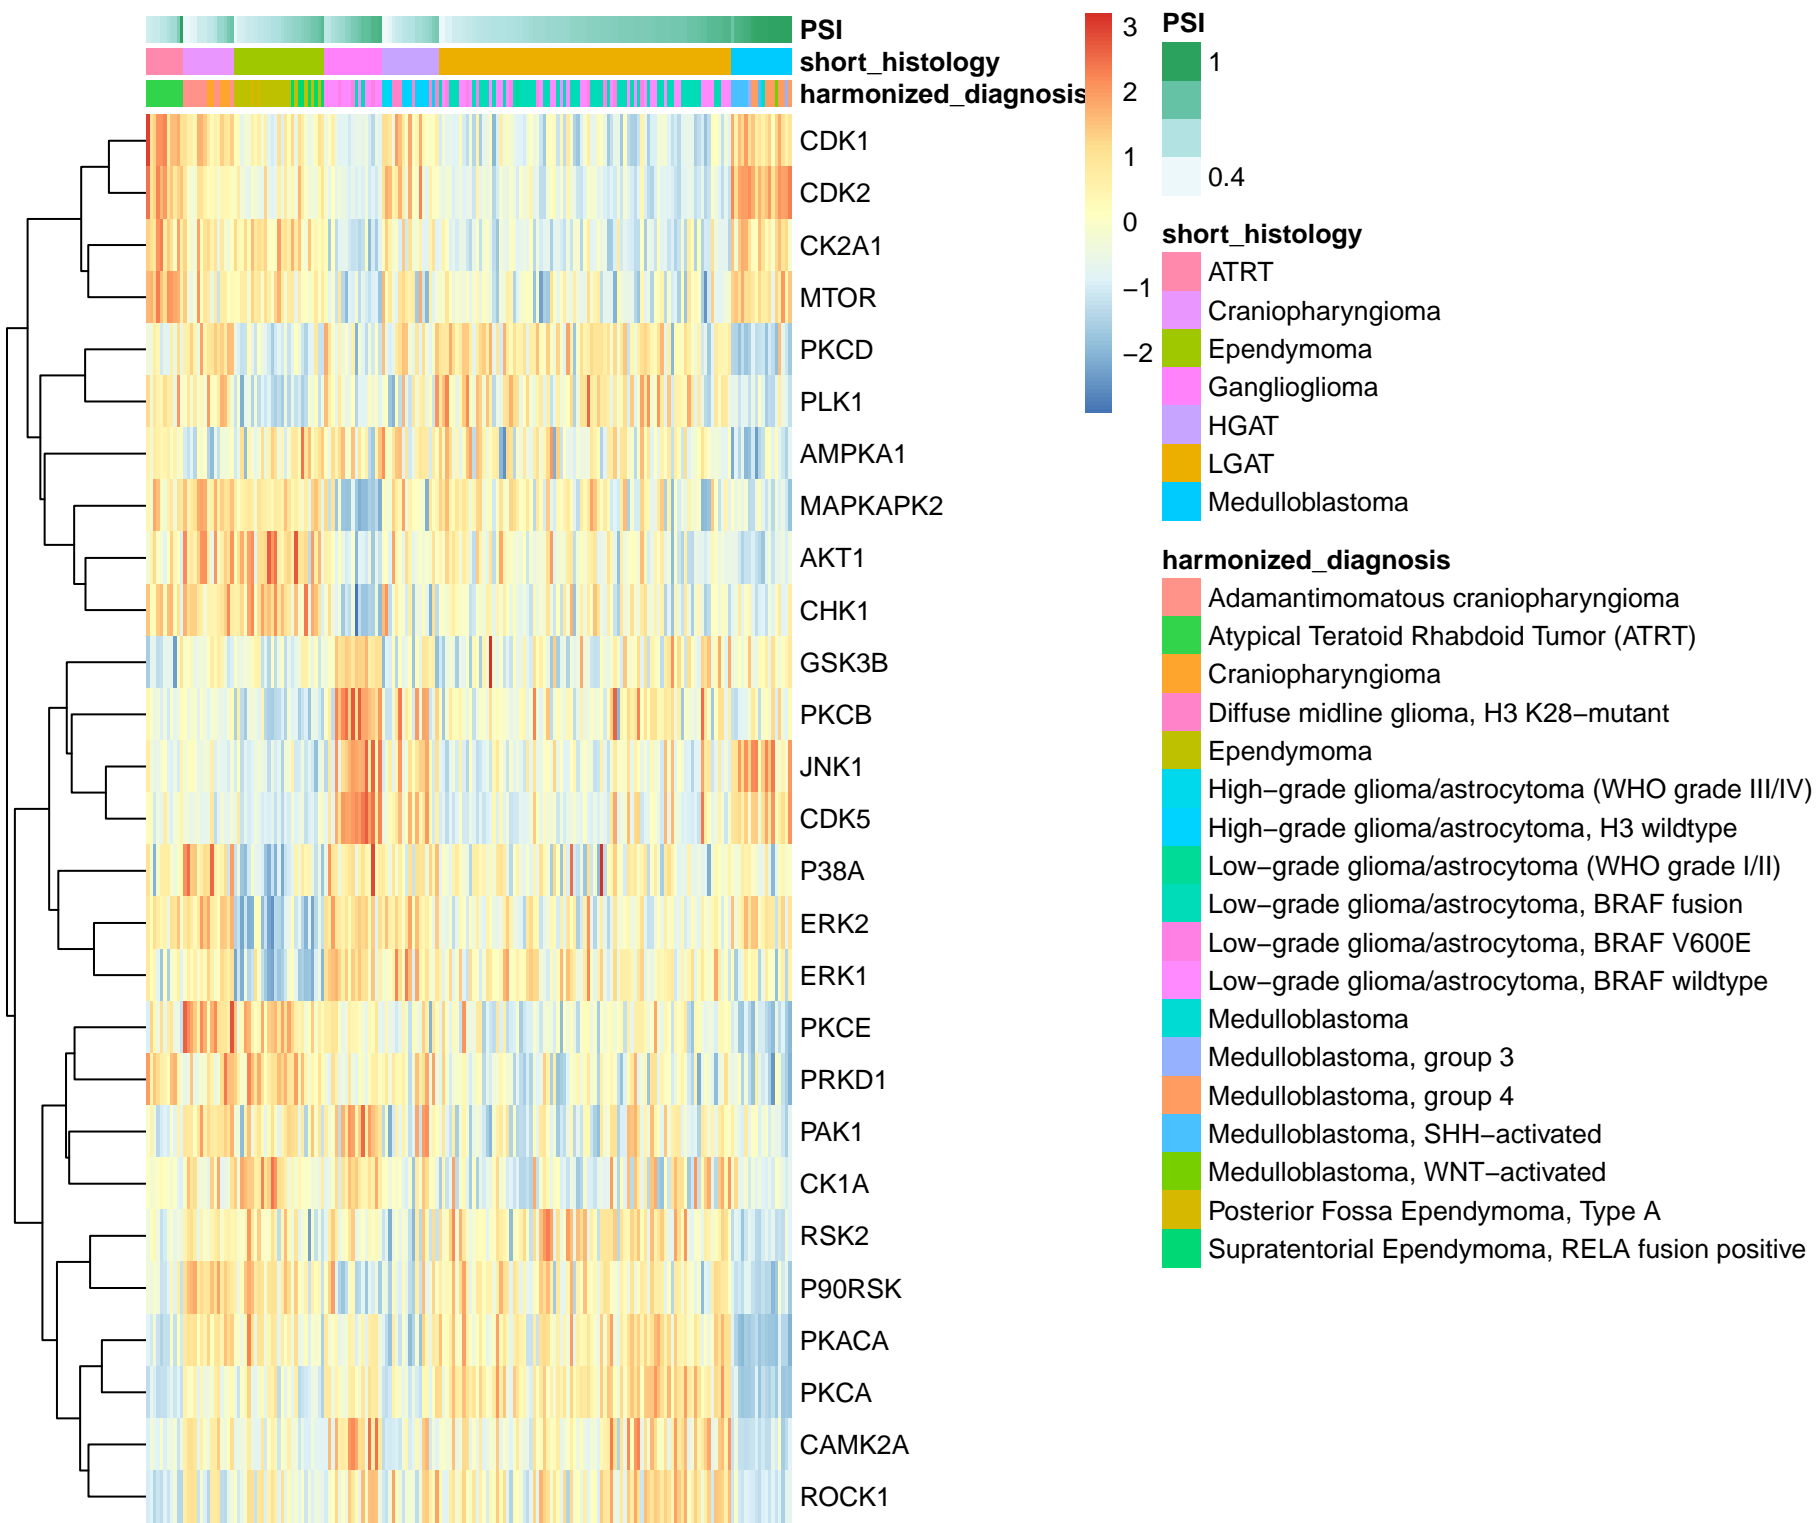 PSI
short_histology
harmonized_diagnosis
CDK1
CDK2
CK2A1
MTOR
PKCD
PLK1
AMPKA1
MAPKAPK2
AKT1
CHK1
GSK3B
PKCB
JNK1
CDK5
P38A
ERK2
ERK1
PKCE
PRKD1
PAK1
CK1A
RSK2
P90RSK
PKACA
PKCA
CAMK2A
ROCK1
3
2
1
0
−1
−2
PSI
1
0.4
short_histology
ATRT
Craniopharyngioma
Ependymoma
Ganglioglioma
HGAT
LGAT
Medulloblastoma
harmonized_diagnosis
Adamantimomatous craniopharyngioma
Atypical Teratoid Rhabdoid Tumor (ATRT)
Craniopharyngioma
Diffuse midline glioma, H3 K28−mutant
Ependymoma
High−grade glioma/astrocytoma (WHO grade III/IV)
High−grade glioma/astrocytoma, H3 wildtype
Low−grade glioma/astrocytoma (WHO grade I/II)
Low−grade glioma/astrocytoma, BRAF fusion
Low−grade glioma/astrocytoma, BRAF V600E
Low−grade glioma/astrocytoma, BRAF wildtype
Medulloblastoma
Medulloblastoma, group 3
Medulloblastoma, group 4
Medulloblastoma, SHH−activated
Medulloblastoma, WNT−activated
Posterior Fossa Ependymoma, Type A
Supratentorial Ependymoma, RELA fusion positive